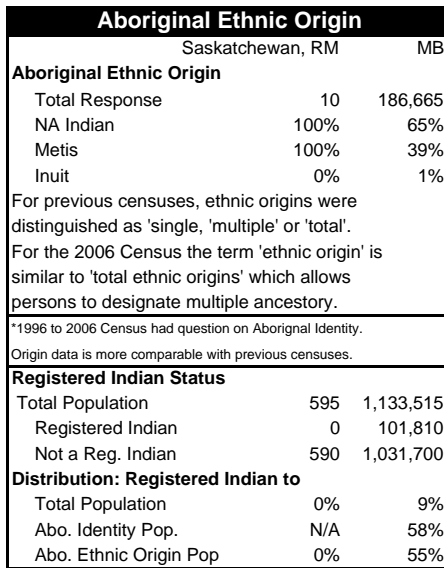 Aboriginal Ethnic Origin
Saskatchewan, RM MB
Aboriginal Ethnic Origin
Total Response 10 186,665
NA Indian 100% 65%
Metis 100% 39%
Inuit 0% 1%
For previous censuses, ethnic origins were
distinguished as 'single, 'multiple' or 'total'.
For the 2006 Census the term 'ethnic origin' is
similar to 'total ethnic origins' which allows
persons to designate multiple ancestory.
*1996 to 2006 Census had question on Aborignal Identity.
Origin data is more comparable with previous censuses.
Registered Indian Status
Total Population 595 1,133,515
Registered Indian 0 101,810
Not a Reg. Indian 590 1,031,700
Distribution: Registered Indian to
Total Population 0% 9%
Abo. Identity Pop. N/A 58%
Abo. Ethnic Origin Pop 0% 55%